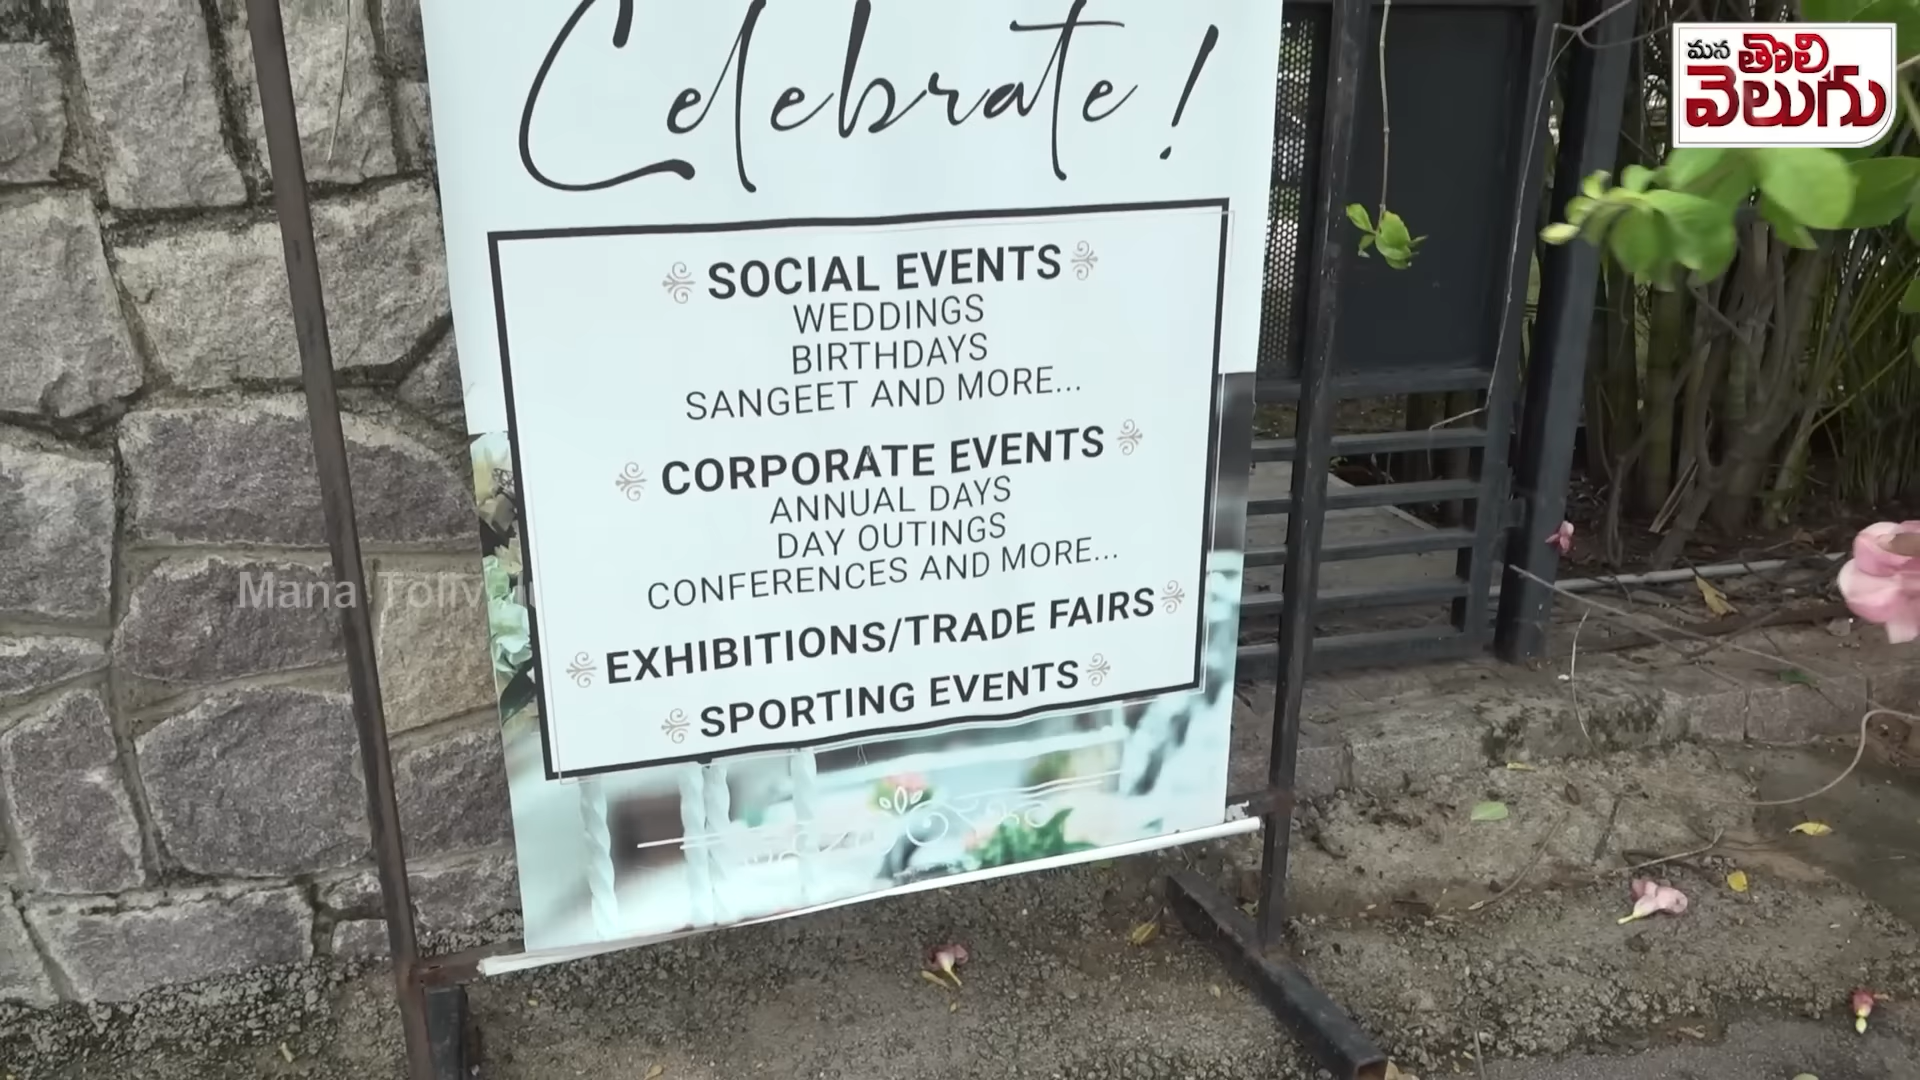 Celebrate!
మన తొలి
వెలుగు
SOCIAL EVENTS
WEDDINGS
BIRTHDAYS
SANGEET AND MORE...
CORPORATE EVENTS
ANNUAL DAYS
DAY OUTINGS
CONFERENCES AND MORE...
Mana
EXHIBITIONS/TRADE FAIRS
SPORTING EVENTS